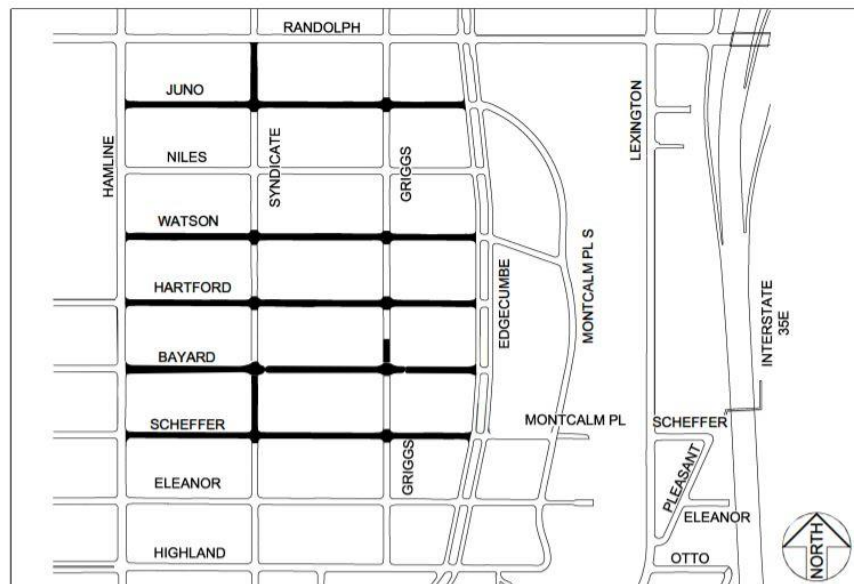 RANDOLPH
JUNO
LEXINGTON
HAMLINE
NILES
SYNDICATE
GRIGGS
WATSON
EDGECUMBE
MONTCALM PL S
HARTFORD
INTERSTATE
35E
BAYARD
SCHEFFER
MONTCALM PL
SCHEFFER
GRIGGS
PLEASANT
ELEANOR
ELEANOR
HIGHLAND
OTTO
NORTH